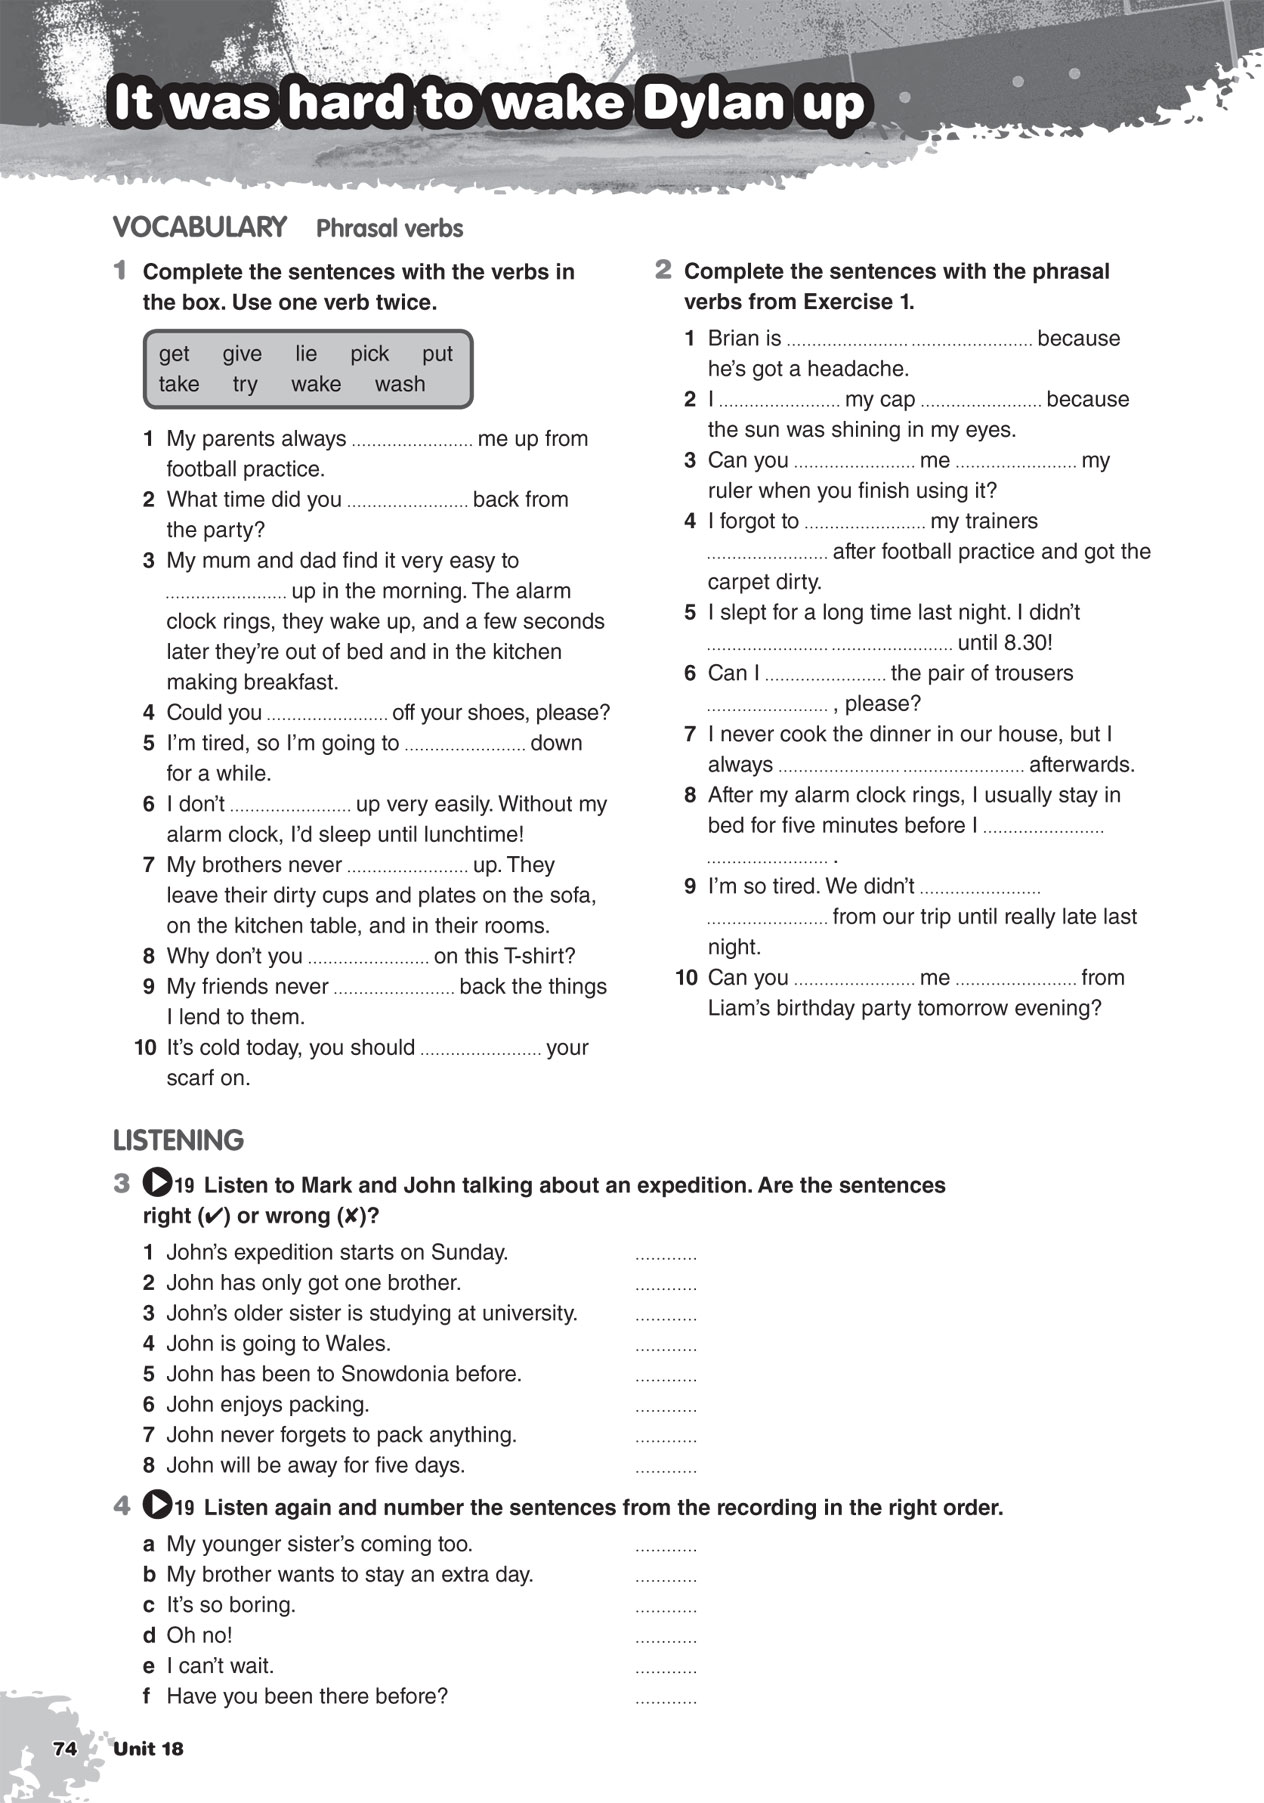 It was hard to wake Dylan up
VOCABULARY Phrasal verbs
1 Complete the sentences with the verbs in
the box. Use one verb twice.
get give lie pick put
take try wake wash
1 My parents always ........................ me up from
football practice.
2 What time did you ........................ back from
the party?
3 My mum and dad find it very easy to
........................ up in the morning. The alarm
clock rings, they wake up, and a few seconds
later they're out of bed and in the kitchen
making breakfast.
4 Could you ........................ off your shoes, please?
5 I'm tired, so I'm going to ........................ down
for a while.
6 I don't ........................ up very easily. Without my
alarm clock, I'd sleep until lunchtime!
7 My brothers never ........................ up. They
leave their dirty cups and plates on the sofa,
on the kitchen table, and in their rooms.
8 Why don't you ........................ on this T-shirt?
9 My friends never ........................ back the things
I lend to them.
10 It's cold today, you should ........................ your
scarf on.
2 Complete the sentences with the phrasal
verbs from Exercise 1.
1 Brian is ........................ ........................ because
he's got a headache.
2 I ........................ my cap ........................ because
the sun was shining in my eyes.
3 Can you ........................ me ........................ my
ruler when you finish using it?
4 I forgot to ........................ my trainers
........................ after football practice and got the
carpet dirty.
5 I slept for a long time last night. I didn't
........................ ........................ until 8.30!
6 Can I ........................ the pair of trousers
........................ , please?
7 I never cook the dinner in our house, but I
always ........................ ........................ afterwards.
8 After my alarm clock rings, I usually stay in
bed for five minutes before I ........................
........................ .
9 I'm so tired. We didn't ........................
........................ from our trip until really late last
night.
10 Can you ........................ me ........................ from
Liam's birthday party tomorrow evening?
LISTENING
3 19 Listen to Mark and John talking about an expedition. Are the sentences
right (✔) or wrong (✘)?
1 John's expedition starts on Sunday. ............
2 John has only got one brother. ............
3 John's older sister is studying at university. ............
4 John is going to Wales. ............
5 John has been to Snowdonia before. ............
6 John enjoys packing. ............
7 John never forgets to pack anything. ............
8 John will be away for five days. ............
4 19 Listen again and number the sentences from the recording in the right order.
a My younger sister's coming too. ............
b My brother wants to stay an extra day. ............
c It's so boring. ............
d Oh no! ............
e I can't wait. ............
f Have you been there before? ............
74 Unit 18